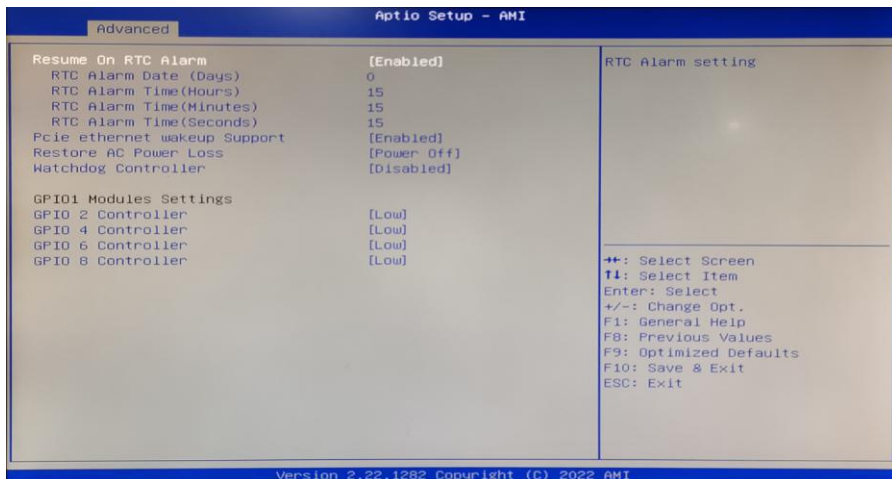 Aptio Setup - AMI
Advanced
Resume On RTC Alarm [Enabled]
RTC Alarm Date (Days) 0
RTC Alarm Time(Hours) 15
RTC Alarm Time(Minutes) 15
RTC Alarm Time(Seconds) 15
Pcie ethernet wakeup Support [Enabled]
Restore AC Power Loss [Power Off]
Watchdog Controller [Disabled]
GPIO1 Modules Settings
GPIO 2 Controller [Low]
GPIO 4 Controller [Low]
GPIO 6 Controller [Low]
GPIO 8 Controller [Low]
RTC Alarm setting
→←: Select Screen
↑↓: Select Item
Enter: Select
+/-: Change Opt.
F1: General Help
F8: Previous Values
F9: Optimized Defaults
F10: Save & Exit
ESC: Exit
Version 2.22.1282 Copyright (C) 2022 AMI